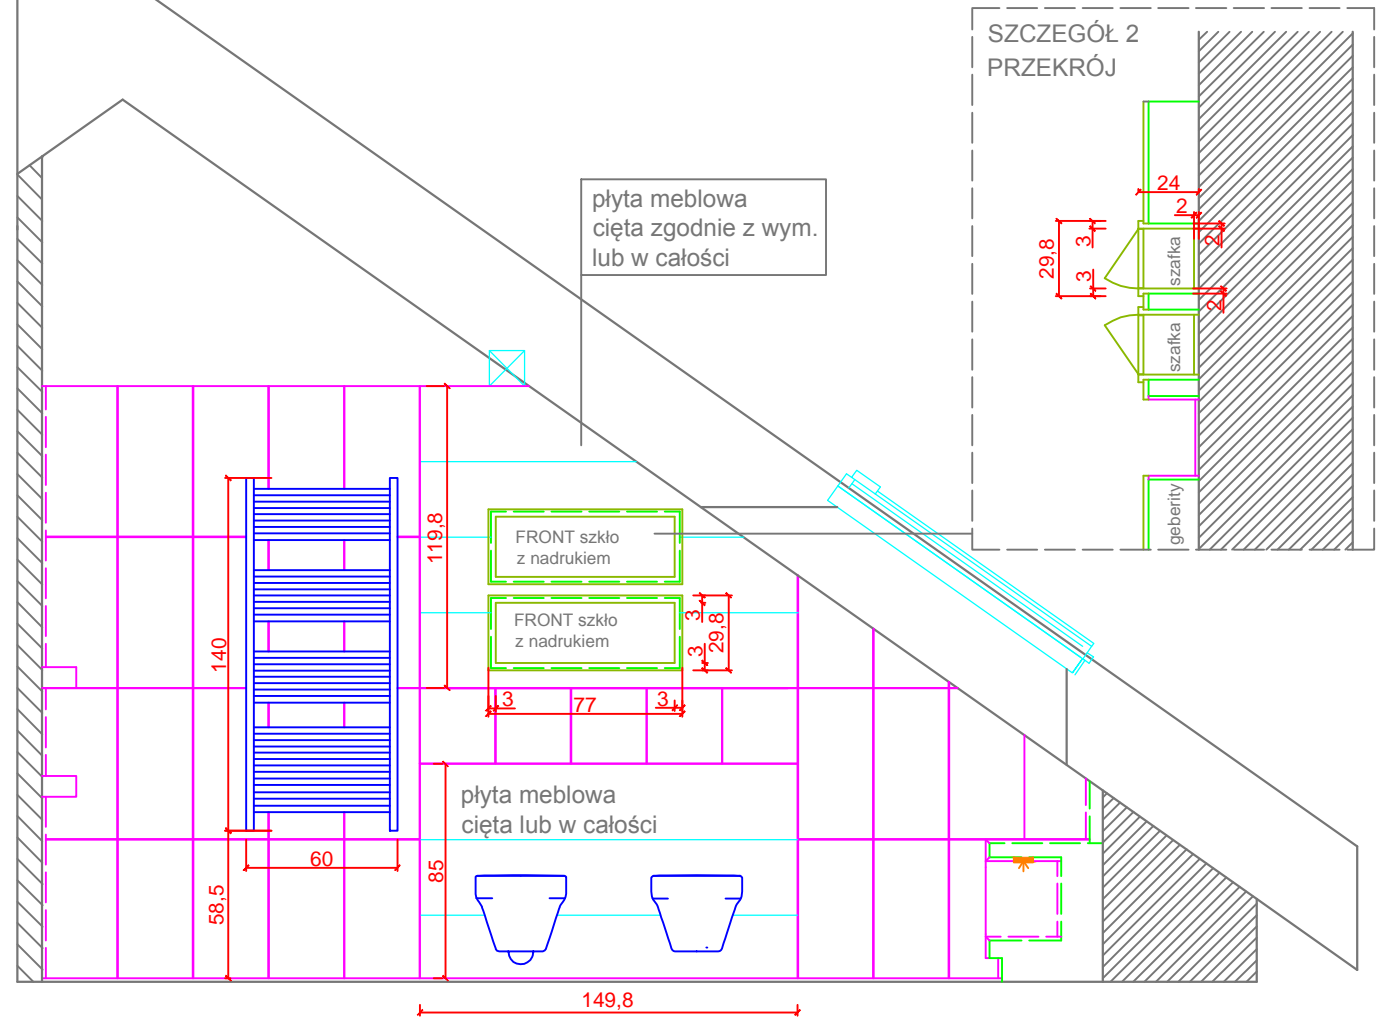 SZCZEGÓŁ 2
PRZEKRÓJ
24
2
3
2
29,8
szafka
3
2
szafka
geberity
płyta meblowa
cięta zgodnie z wym.
lub w całości
119,8
FRONT szkło
z nadrukiem
FRONT szkło
z nadrukiem
3
29,8
3
3
77
3
140
płyta meblowa
cięta lub w całości
60
85
58,5
149,8